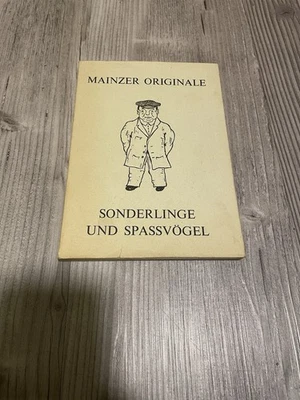 MAINZER ORIGINALE
SONDERLINGE
UND SPASSVÖGEL